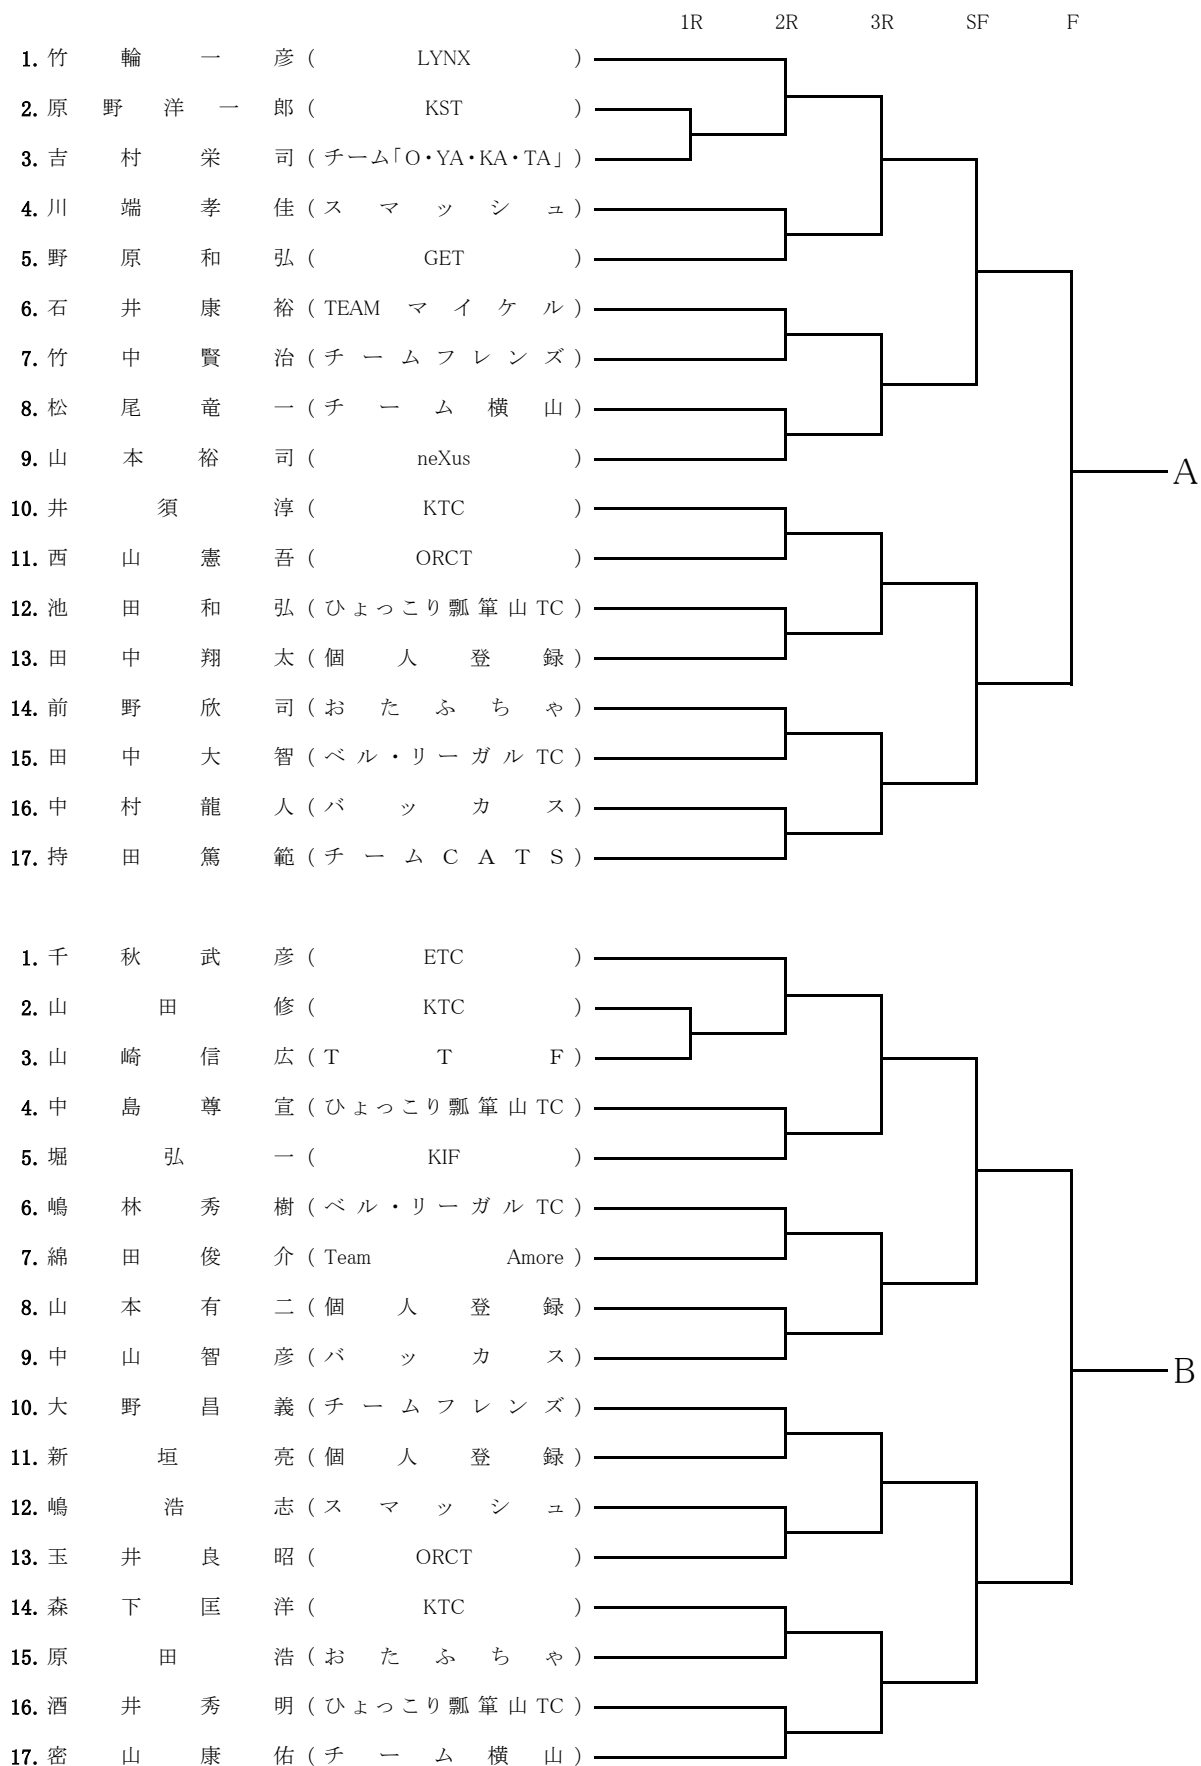 1R 2R 3R SF F
1. 竹輪一彦 ( LYNX )
2. 原野洋一郎 ( KST )
3. 吉村栄司 ( チーム「O・YA・KA・TA」 )
4. 川端孝佳 ( スマッシュ )
5. 野原和弘 ( GET )
6. 石井康裕 ( TEAM マイケル )
7. 竹中賢治 ( チームフレンズ )
8. 松尾竜一 ( チーム横山 )
9. 山本裕司 ( neXus )
A
10. 井須淳 ( KTC )
11. 西山憲吾 ( ORCT )
12. 池田和弘 ( ひょっこり瓢箪山TC )
13. 田中翔太 ( 個人登録 )
14. 前野欣司 ( おたふちゃ )
15. 田中大智 ( ベル・リーガルTC )
16. 中村龍人 ( バッカス )
17. 持田篤範 ( チームCATS )
1. 千秋武彦 ( ETC )
2. 山田修 ( KTC )
3. 山崎信広 ( TTF )
4. 中島尊宣 ( ひょっこり瓢箪山TC )
5. 堀弘一 ( KIF )
6. 嶋林秀樹 ( ベル・リーガルTC )
7. 綿田俊介 ( Team Amore )
8. 山本有二 ( 個人登録 )
9. 中山智彦 ( バッカス )
B
10. 大野昌義 ( チームフレンズ )
11. 新垣亮 ( 個人登録 )
12. 嶋浩志 ( スマッシュ )
13. 玉井良昭 ( ORCT )
14. 森下匡洋 ( KTC )
15. 原田浩 ( おたふちゃ )
16. 酒井秀明 ( ひょっこり瓢箪山TC )
17. 密山康佑 ( チーム横山 )